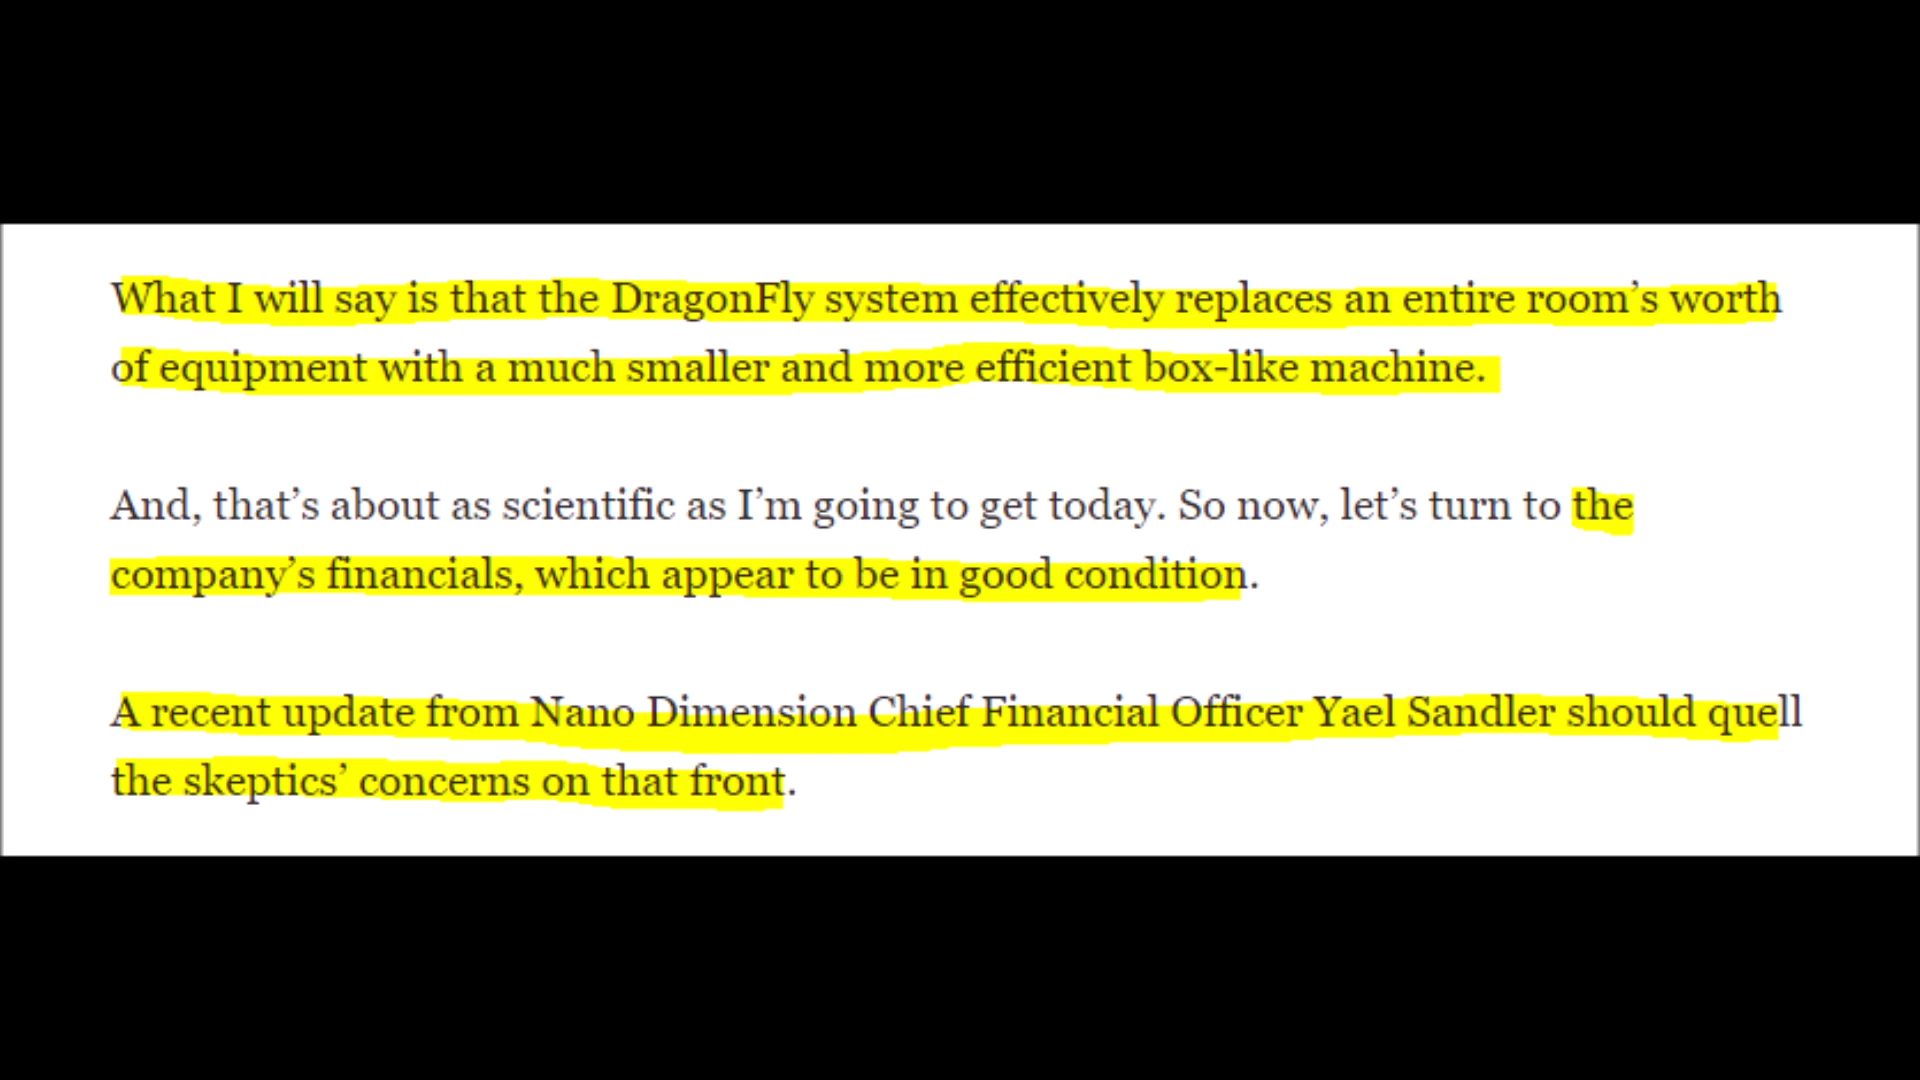 What I will say is that the DragonFly system effectively replaces an entire room’s worth
of equipment with a much smaller and more efficient box-like machine.
And, that’s about as scientific as I’m going to get today. So now, let’s turn to the
company’s financials, which appear to be in good condition.
A recent update from Nano Dimension Chief Financial Officer Yael Sandler should quell
the skeptics’ concerns on that front.